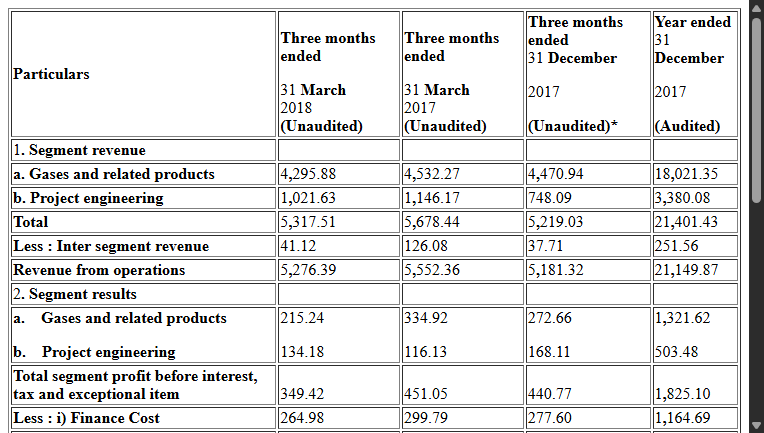 Particulars
Three months ended
31 March 2018
(Unaudited)
Three months ended
31 March 2017
(Unaudited)
Three months ended
31 December
2017
(Unaudited)*
Year ended
31 December
2017
(Audited)
1. Segment revenue
a. Gases and related products 4,295.88 4,532.27 4,470.94 18,021.35
b. Project engineering 1,021.63 1,146.17 748.09 3,380.08
Total 5,317.51 5,678.44 5,219.03 21,401.43
Less : Inter segment revenue 41.12 126.08 37.71 251.56
Revenue from operations 5,276.39 5,552.36 5,181.32 21,149.87
2. Segment results
a. Gases and related products 215.24 334.92 272.66 1,321.62
b. Project engineering 134.18 116.13 168.11 503.48
Total segment profit before interest,
tax and exceptional item 349.42 451.05 440.77 1,825.10
Less : i) Finance Cost 264.98 299.79 277.60 1,164.69